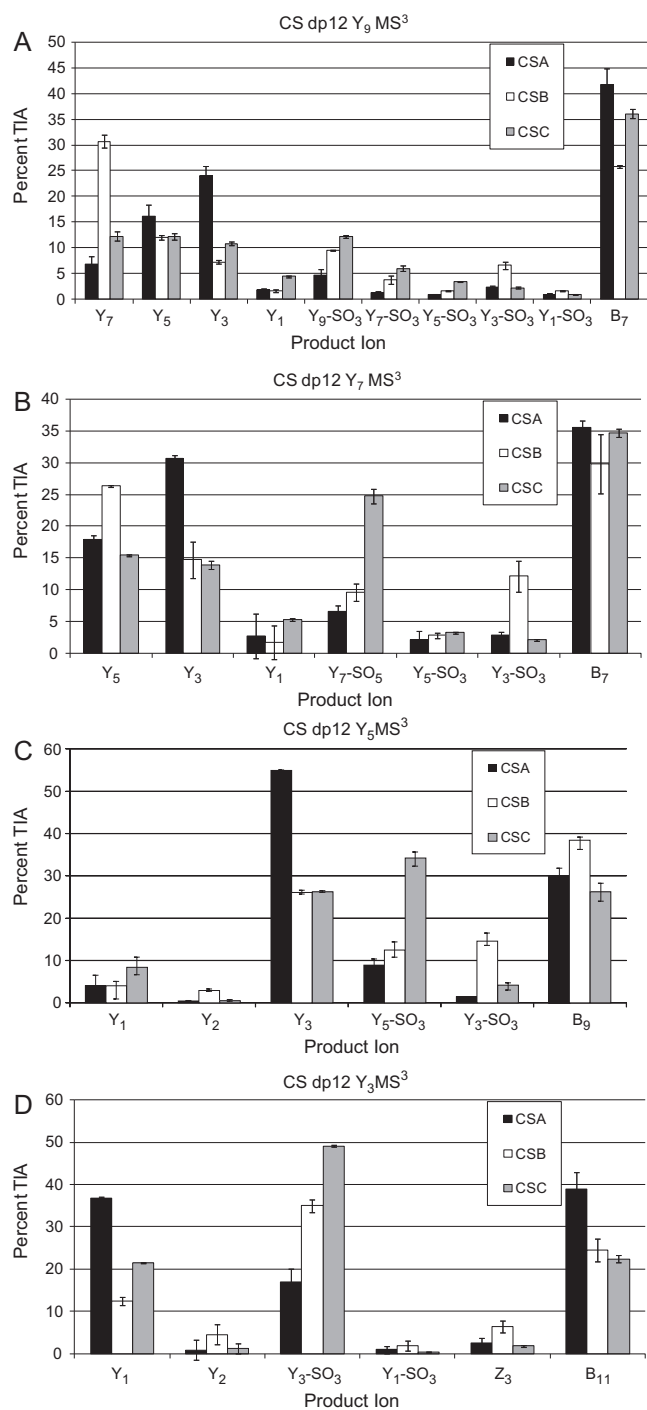 A
CS dp12 Y₉ MS³
Percent TIA
50
45
40
35
30
25
20
15
10
5
0
CSA
CSB
CSC
Y₇ Y₅ Y₃ Y₁ Y₉-SO₃ Y₇-SO₃ Y₅-SO₃ Y₃-SO₃ Y₁-SO₃ B₇
Product Ion
B
CS dp12 Y₇ MS³
Percent TIA
40
35
30
25
20
15
10
5
0
CSA
CSB
CSC
Y₅ Y₃ Y₁ Y₇-SO₅ Y₅-SO₃ Y₃-SO₃ B₇
Product Ion
C
CS dp12 Y₅MS³
Percent TIA
60
50
40
30
20
10
0
CSA
CSB
CSC
Y₁ Y₂ Y₃ Y₅-SO₃ Y₃-SO₃ B₉
Product Ion
D
CS dp12 Y₃MS³
Percent TIA
60
50
40
30
20
10
0
CSA
CSB
CSC
Y₁ Y₂ Y₃-SO₃ Y₁-SO₃ Z₃ B₁₁
Product Ion